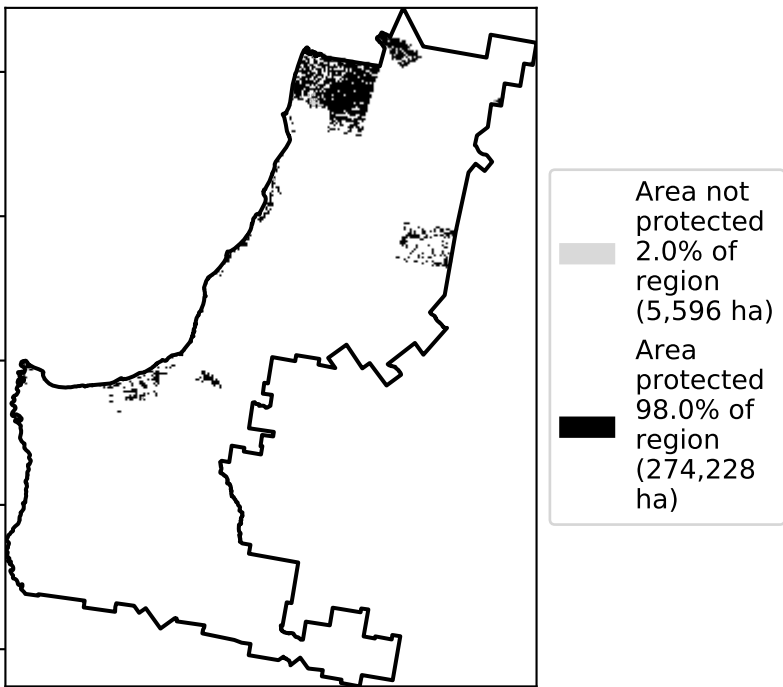 Area not
protected
2.0% of
region
(5,596 ha)
Area
protected
98.0% of
region
(274,228
ha)